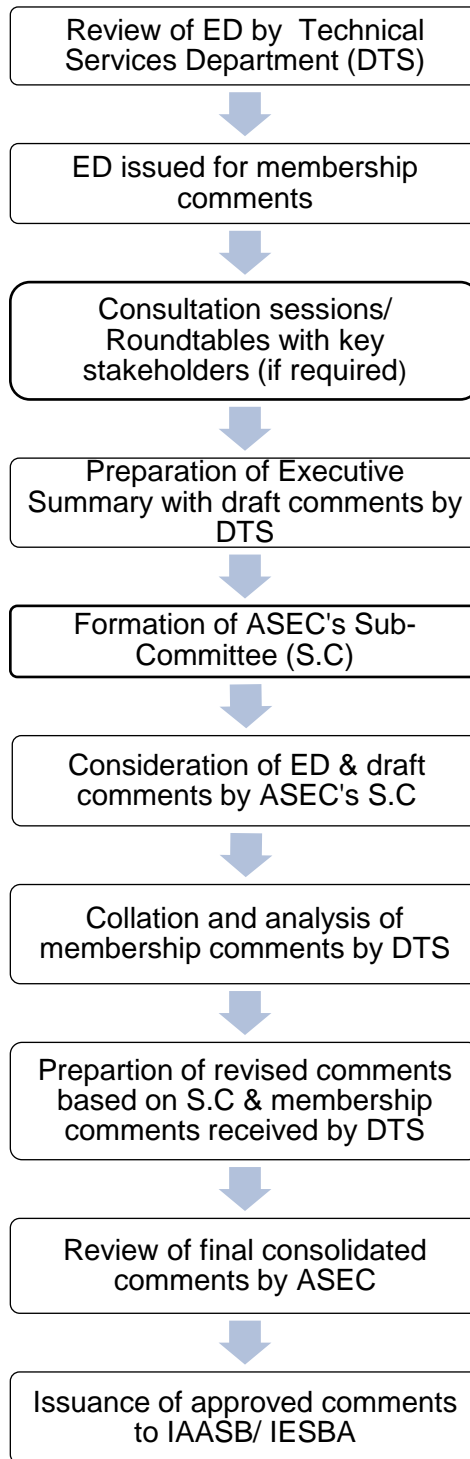 Review of ED by Technical
Services Department (DTS)
ED issued for membership
comments
Consultation sessions/
Roundtables with key
stakeholders (if required)
Preparation of Executive
Summary with draft comments by
DTS
Formation of ASEC's Sub-
Committee (S.C)
Consideration of ED & draft
comments by ASEC's S.C
Collation and analysis of
membership comments by DTS
Prepartion of revised comments
based on S.C & membership
comments received by DTS
Review of final consolidated
comments by ASEC
Issuance of approved comments
to IAASB/ IESBA